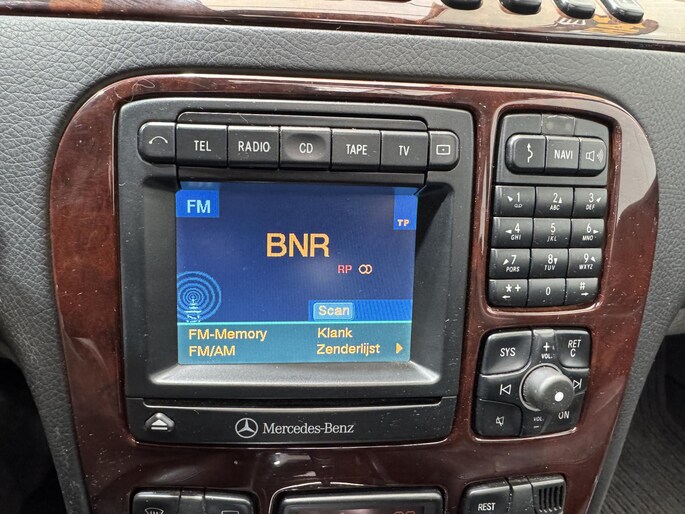 TEL RADIO CD TAPE TV
FM
TP
BNR
RP
Scan
FM-Memory Klank
FM/AM Zenderlijst
Mercedes-Benz
NAVI
1 2 ABC 3 DEF
4 GHI 5 JKL 6 MNO
7 PQRS 8 TUV 9 WXYZ
*+ 0 #
SYS + VOL. RET C
VOL. − ON
REST